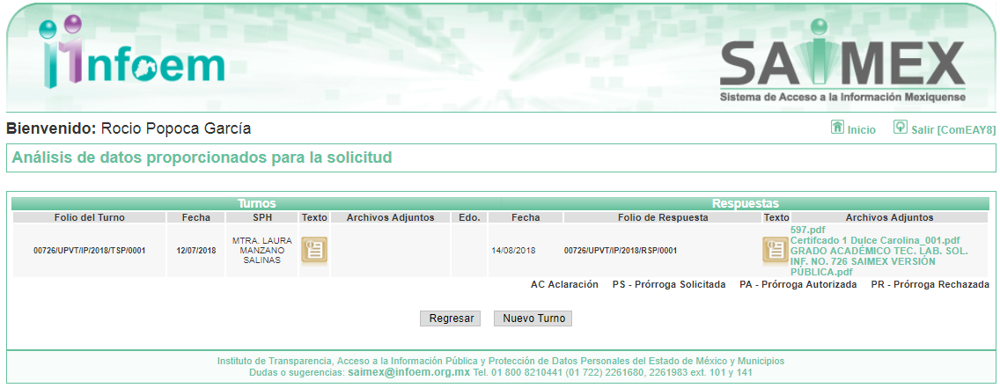 infoem
SAIMEX
Sistema de Acceso a la Información Mexiquense
Bienvenido: Rocio Popoca García
Inicio Salir [ComEAY8]
Análisis de datos proporcionados para la solicitud
Turnos Respuestas
Folio del Turno Fecha SPH Texto Archivos Adjuntos Edo. Fecha Folio de Respuesta Texto Archivos Adjuntos
00726/UPVT/IP/2018/TSP/0001 12/07/2018 MTRA. LAURA
MANZANO
SALINAS
14/08/2018 00726/UPVT/IP/2018/RSP/0001
597.pdf
Certifcado 1 Dulce Carolina_001.pdf
GRADO ACADÉMICO TEC. LAB. SOL.
INF. NO. 726 SAIMEX VERSIÓN
PÚBLICA.pdf
AC Aclaración PS - Prórroga Solicitada PA - Prórroga Autorizada PR - Prórroga Rechazada
Regresar Nuevo Turno
Instituto de Transparencia, Acceso a la Información Pública y Protección de Datos Personales del Estado de México y Municipios
Dudas o sugerencias: saimex@infoem.org.mx Tel. 01 800 8210441 (01 722) 2261680, 2261983 ext. 101 y 141